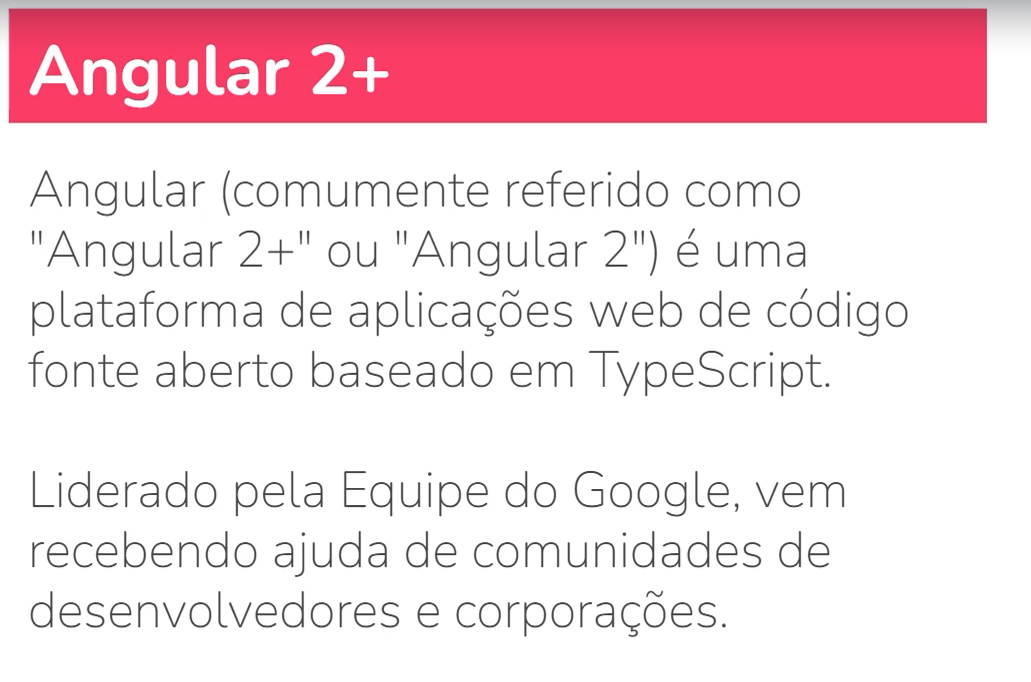 Angular 2+
Angular (comumente referido como
"Angular 2+" ou "Angular 2") é uma
plataforma de aplicações web de código
fonte aberto baseado em TypeScript.
Liderado pela Equipe do Google, vem
recebendo ajuda de comunidades de
desenvolvedores e corporações.